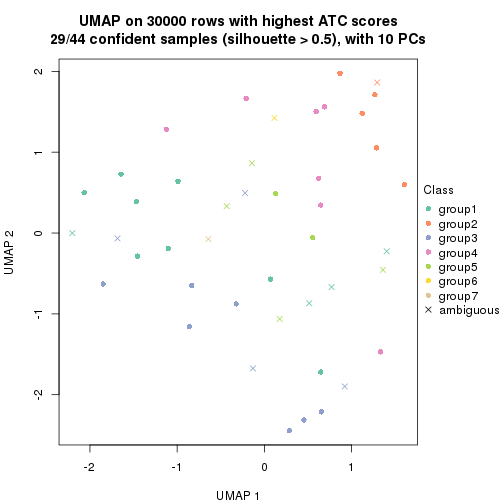 UMAP on 30000 rows with highest ATC scores
29/44 confident samples (silhouette > 0.5), with 10 PCs
2
1
0
-1
-2
UMAP 2
-2
-1
0
1
UMAP 1
Class
group1
group2
group3
group4
group5
group6
group7
ambiguous